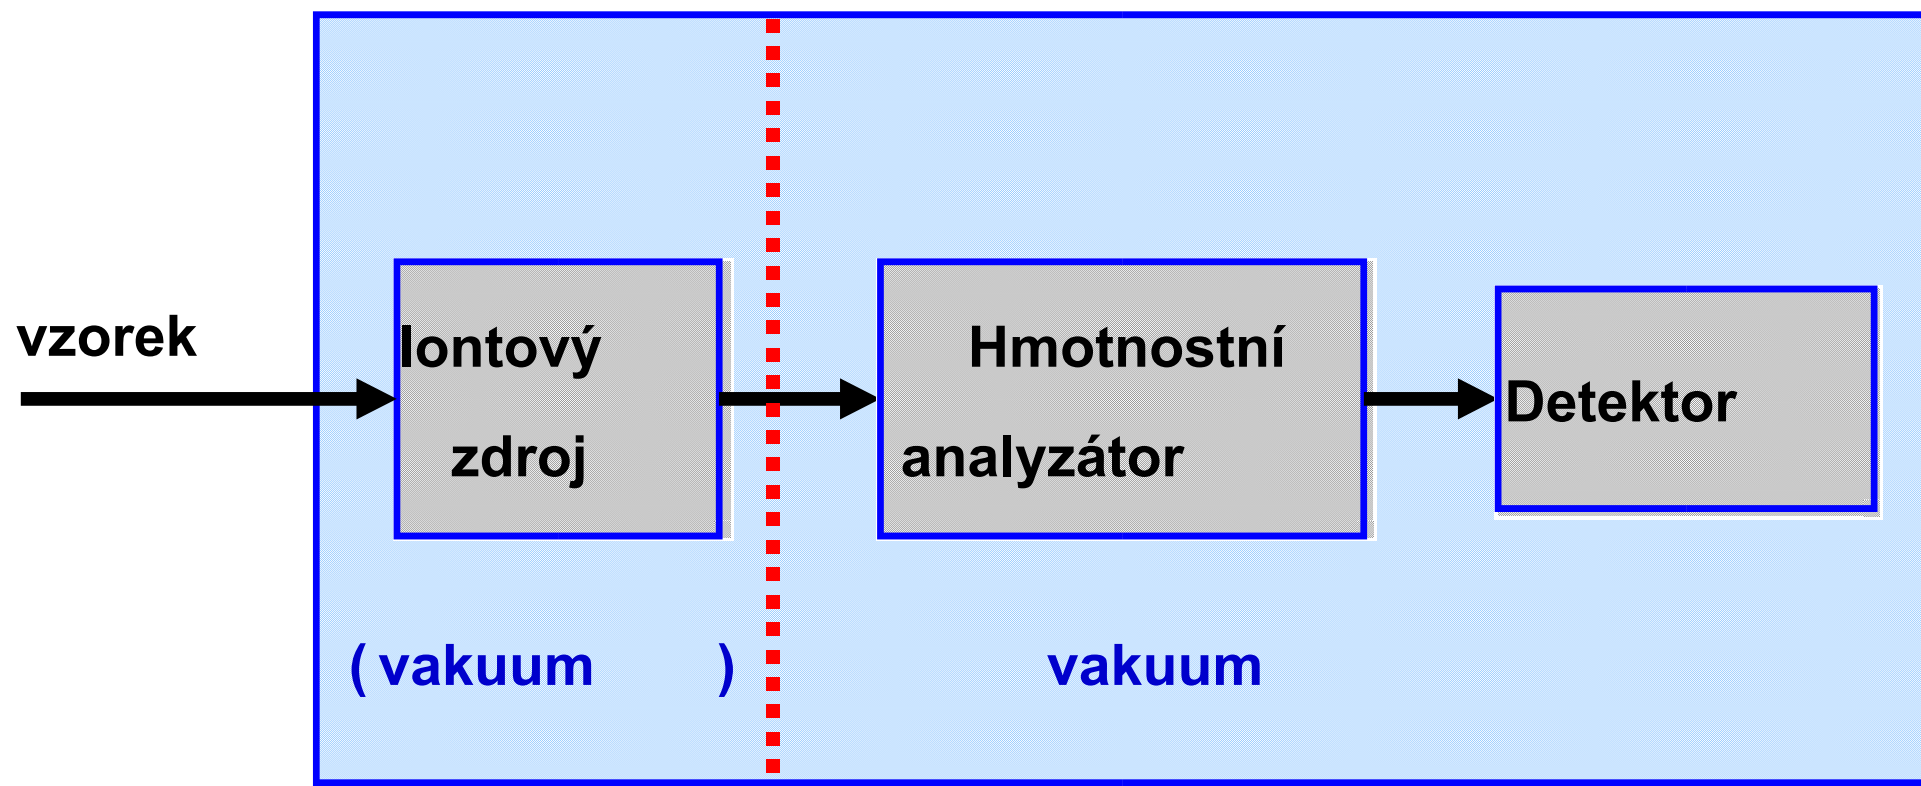 vzorek
Iontový
zdroj
Hmotnostní
analyzátor
Detektor
( vakuum )
vakuum